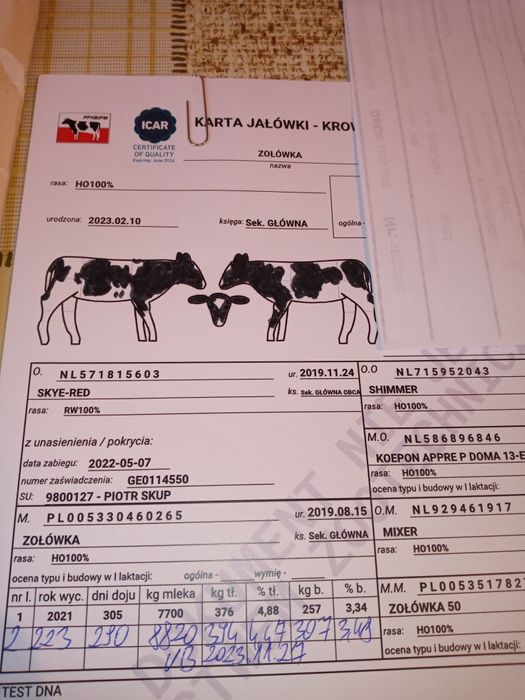 PFHBiPM
ICAR
CERTIFICATE
OF QUALITY
Expiring: June 2026
KARTA JAŁÓWKI - KROW
ZOŁÓWKA
nazwa
rasa: HO100%
urodzona: 2023.02.10 księga: Sek. GŁÓWNA ogólna -
O. NL571815603 ur. 2019.11.24 O.O NL715952043
SKYE-RED ks. Sek. GŁÓWNA OBCA SHIMMER
rasa: RW100% rasa: HO100%
M.O. NL586896846
z unasienienia / pokrycia: KOEPON APPRE P DOMA 13-E
data zabiegu: 2022-05-07 rasa: HO100%
numer zaświadczenia: GE0114550 ocena typu i budowy w I laktacji:
SU: 9800127 - PIOTR SKUP
M. PL005330460265 ur. 2019.08.15 O.M. NL929461917
ZOŁÓWKA ks. Sek. GŁÓWNA MIXER
rasa: HO100% rasa: HO100%
ocena typu i budowy w I laktacji: ogólna - wymię -
nr l. rok wyc. dni doju kg mleka kg tł. % tł. kg b. % b. M.M. PL0053517827
1 2021 305 7700 376 4,88 257 3,34 ZOŁÓWKA 50
2 223 290 8820 394 4,47 307 3,48 rasa: HO100%
2023.11.27 ocena typu i budowy w I laktacji:
TEST DNA